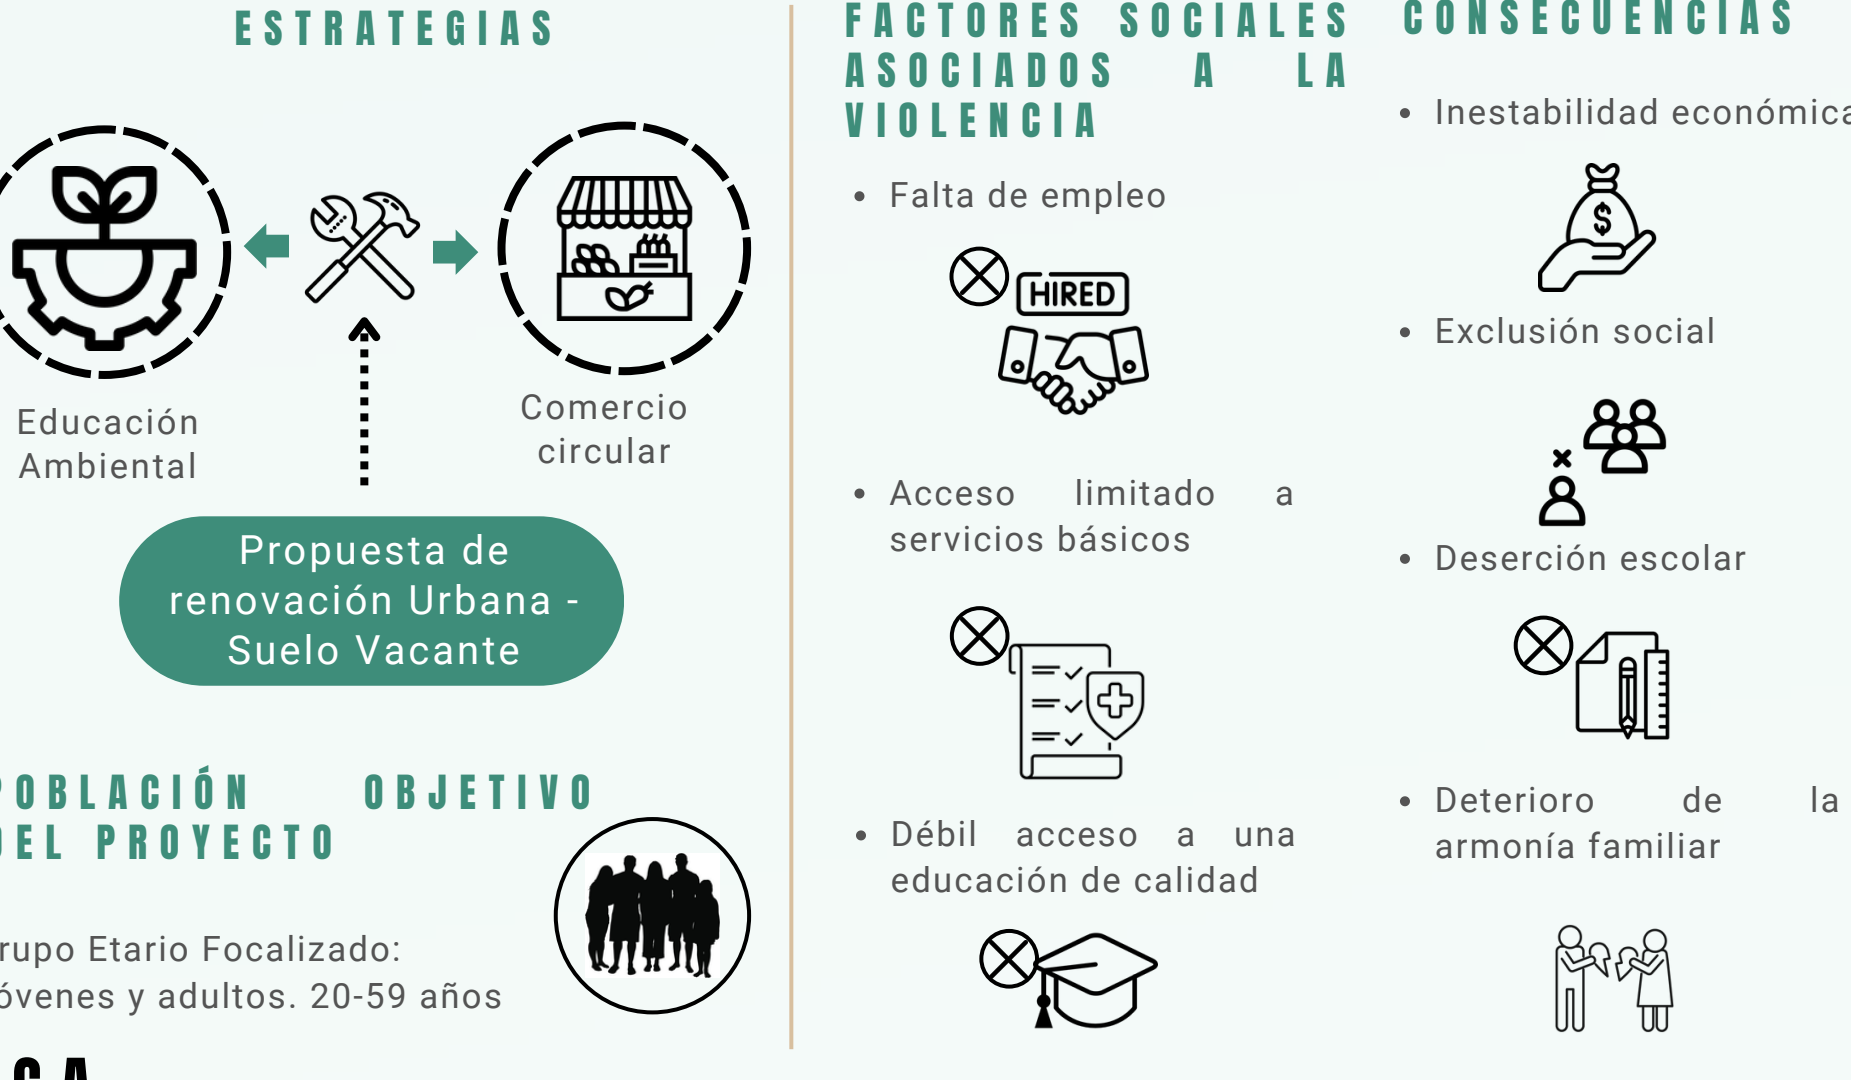 ESTRATEGIAS
Educación
Ambiental
Comercio
circular
Propuesta de
renovación Urbana -
Suelo Vacante
POBLACIÓN OBJETIVO
DEL PROYECTO
rupo Etario Focalizado:
óvenes y adultos. 20-59 años
FACTORES SOCIALES
ASOCIADOS A LA
VIOLENCIA
• Falta de empleo
HIRED
• Acceso limitado a
servicios básicos
• Débil acceso a una
educación de calidad
CONSECUENCIAS
• Inestabilidad económica
$
• Exclusión social
• Deserción escolar
• Deterioro de la
armonía familiar